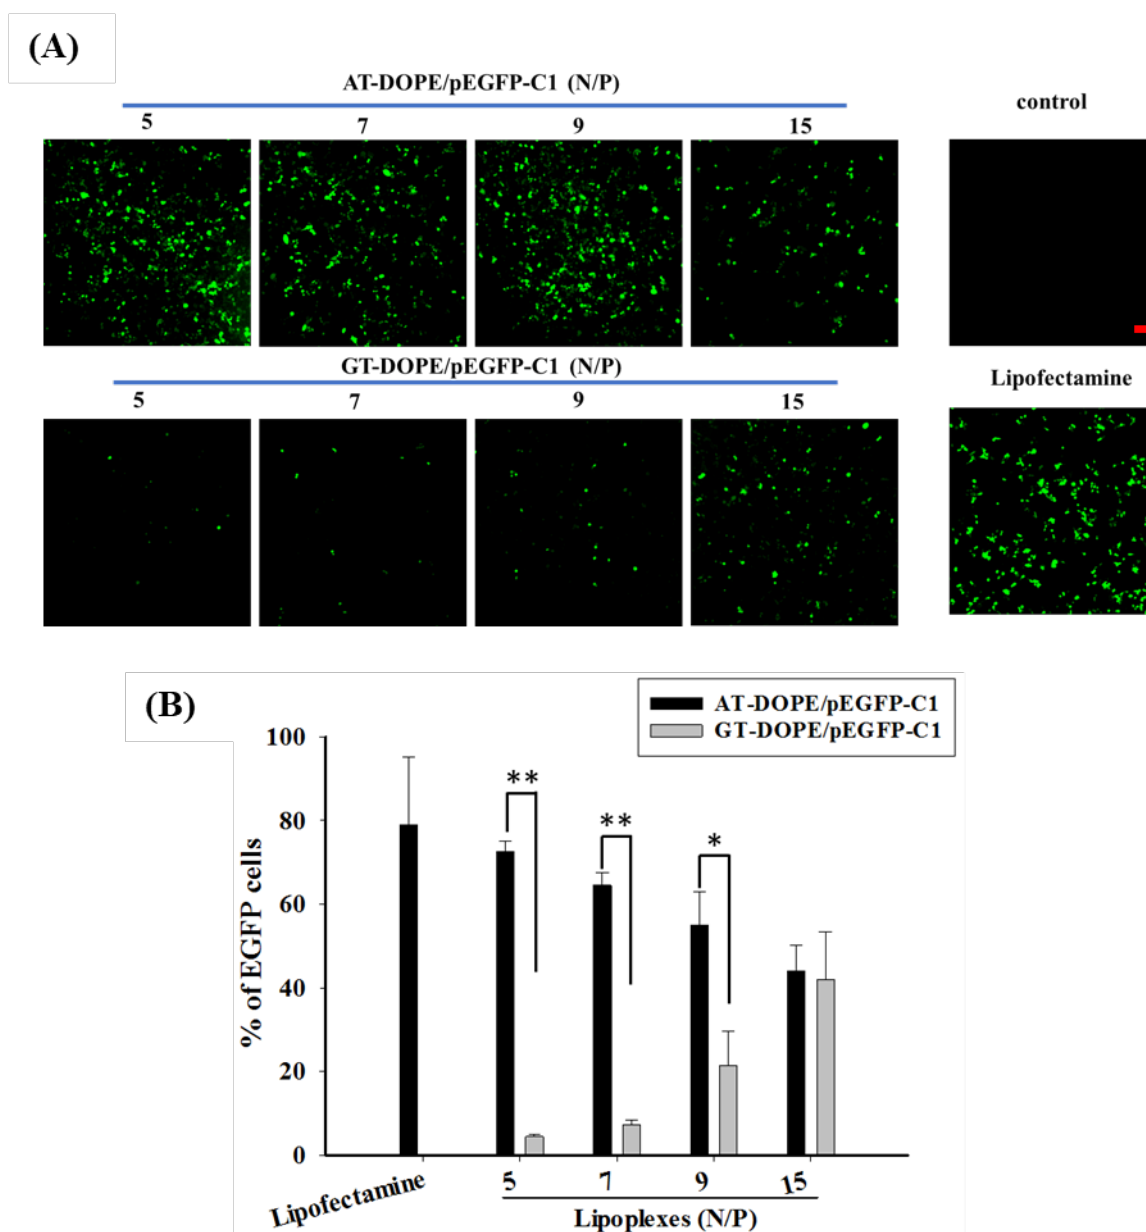 (A)
AT-DOPE/pEGFP-C1 (N/P)
5 7 9 15
control
GT-DOPE/pEGFP-C1 (N/P)
5 7 9 15
Lipofectamine
(B)
AT-DOPE/pEGFP-C1
GT-DOPE/pEGFP-C1
% of EGFP cells
100
80
60
40
20
0
** ** *
Lipofectamine 5 7 9 15
Lipoplexes (N/P)